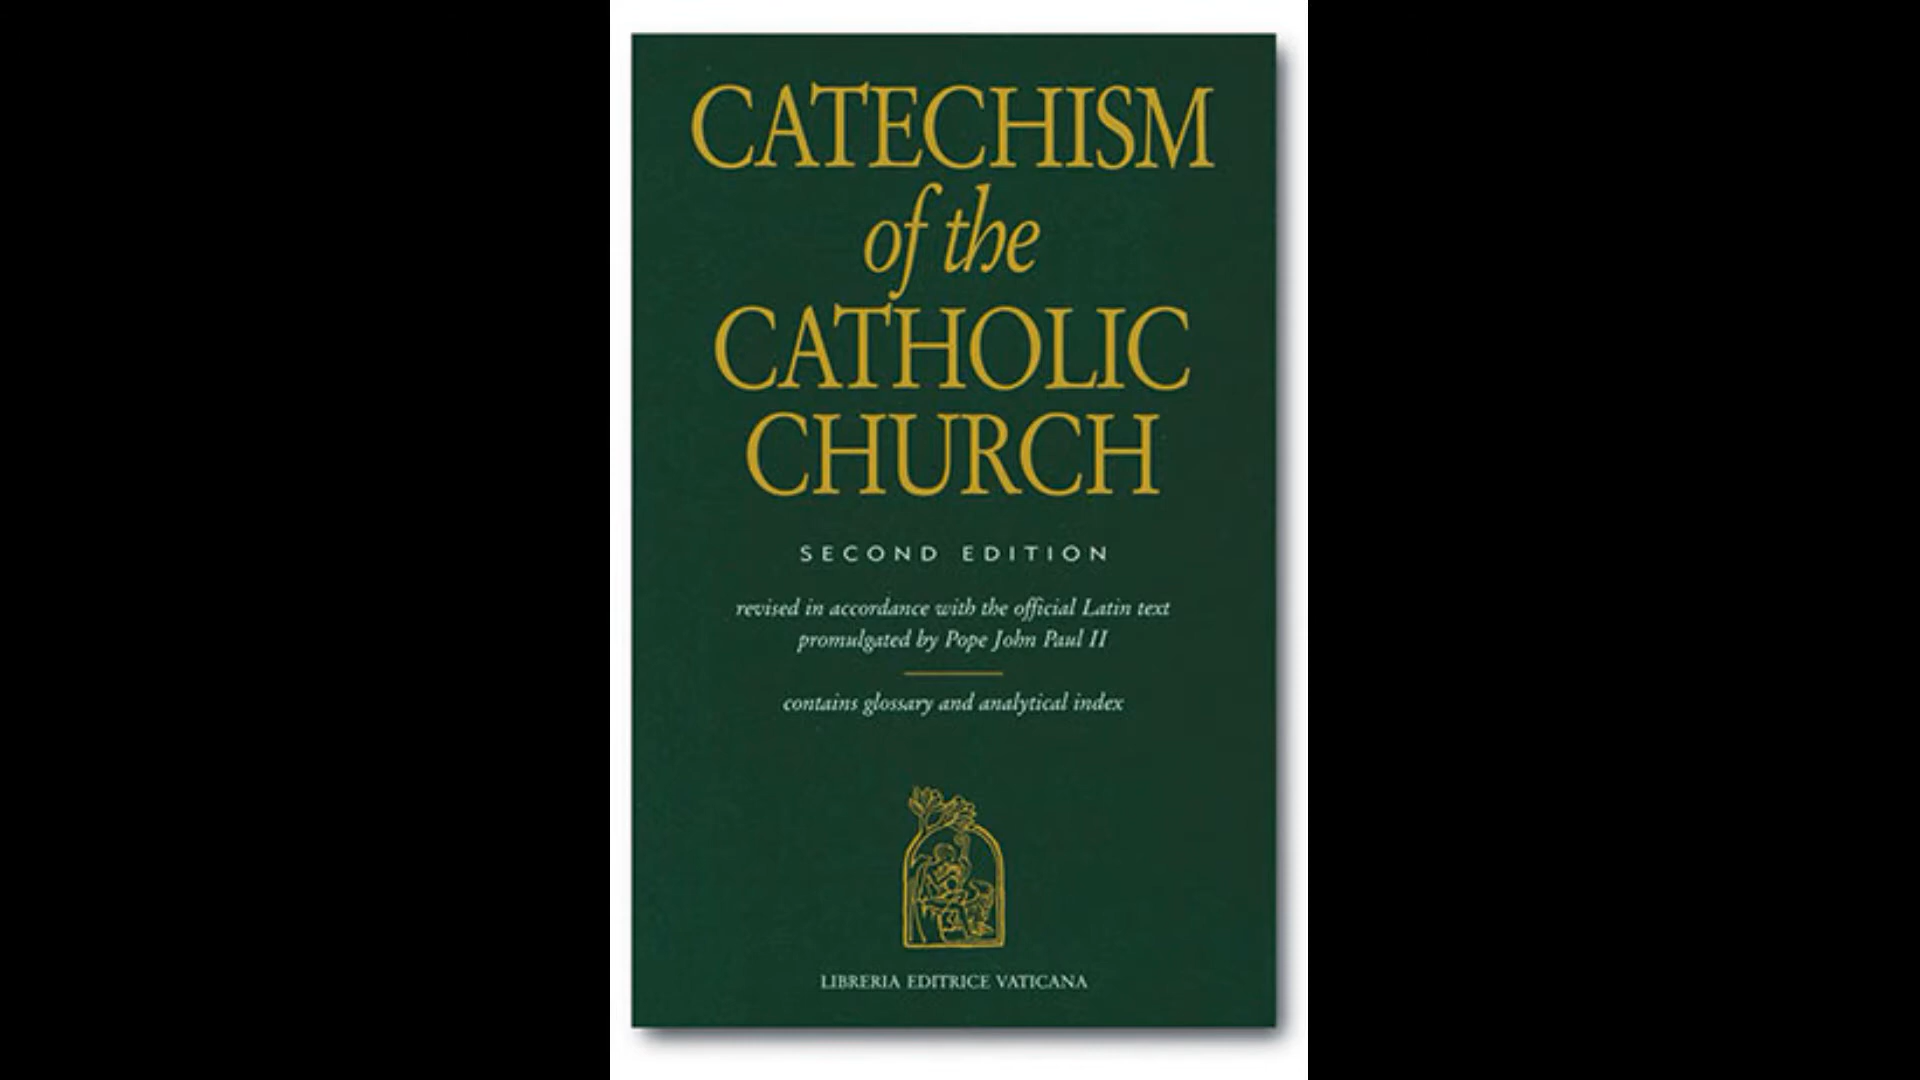 CATECHISM
of the
CATHOLIC
CHURCH
SECOND EDITION
revised in accordance with the official Latin text
promulgated by Pope John Paul II
contains glossary and analytical index
LIBRERIA EDITRICE VATICANA